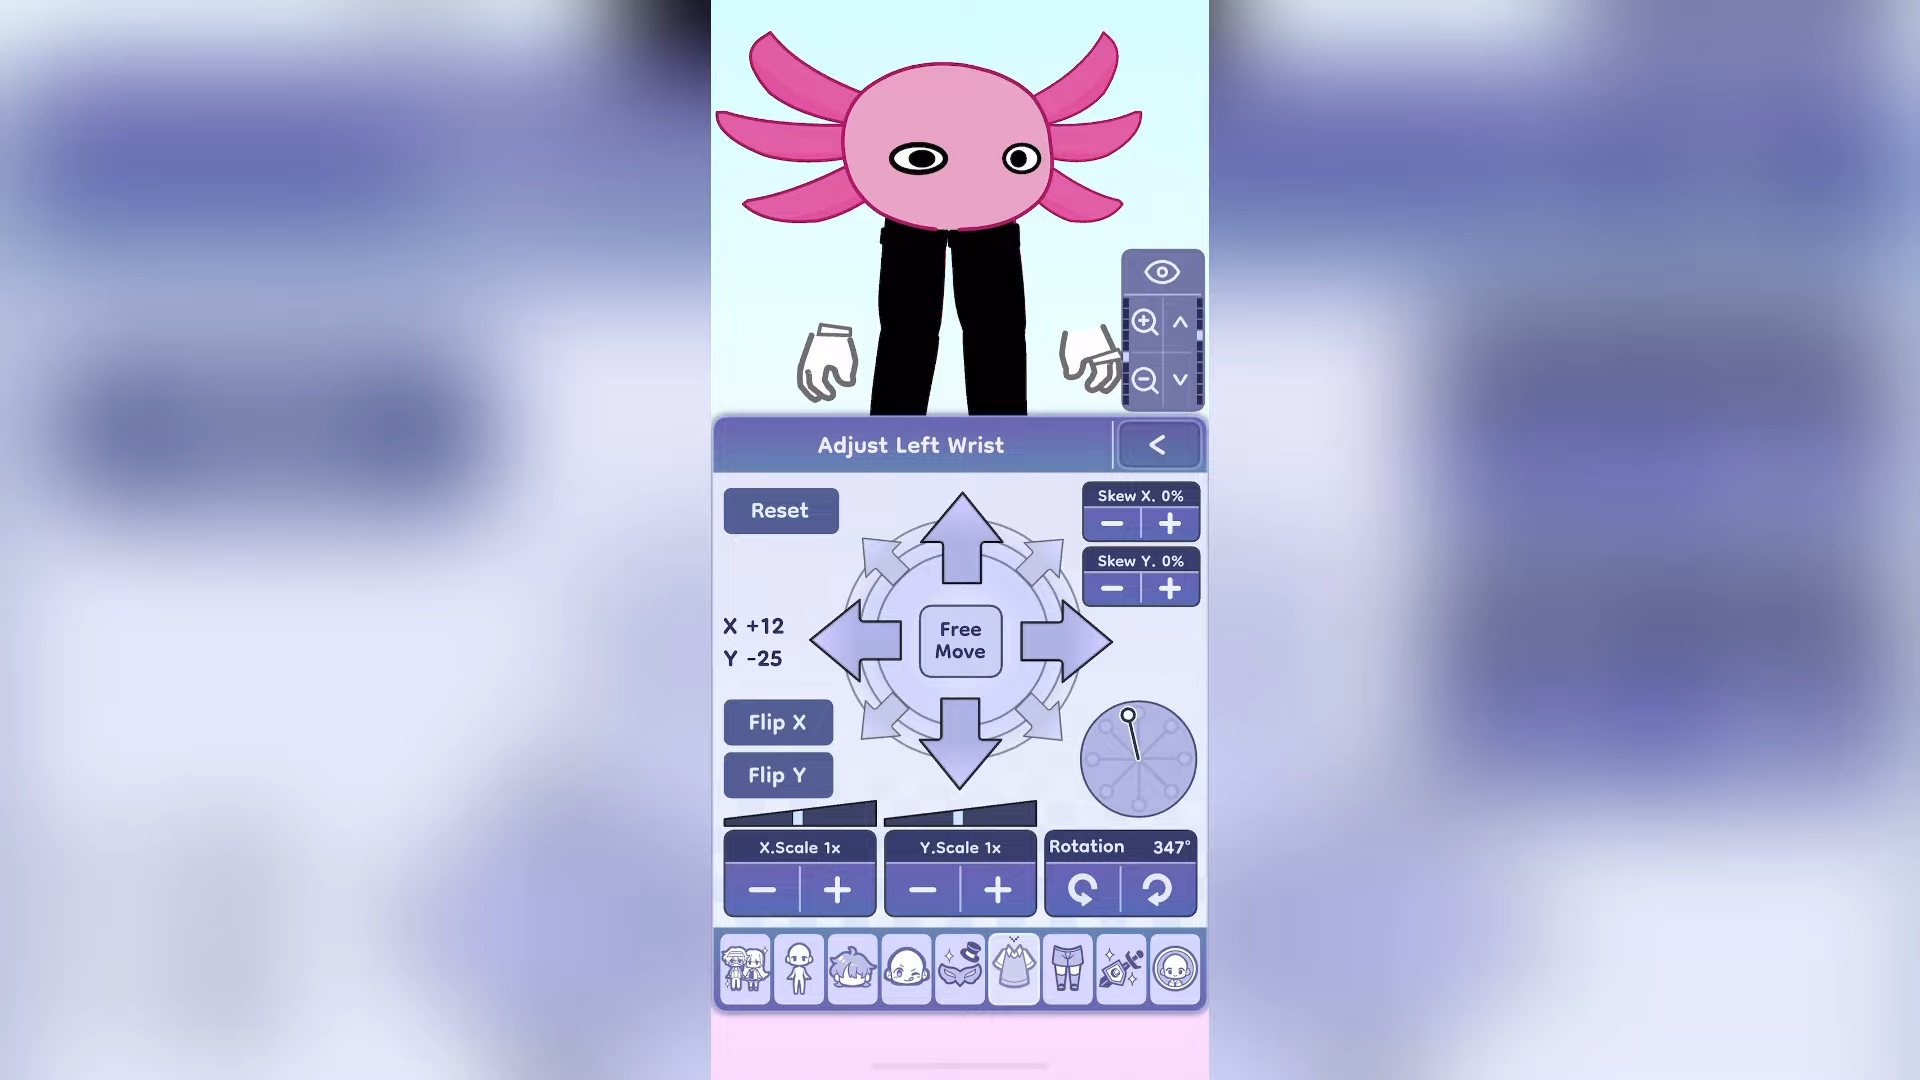 Adjust Left Wrist
<
Reset
Skew X. 0%
Skew Y. 0%
X +12
Y -25
Free
Move
Flip X
Flip Y
X.Scale 1x
Y.Scale 1x
Rotation 347°